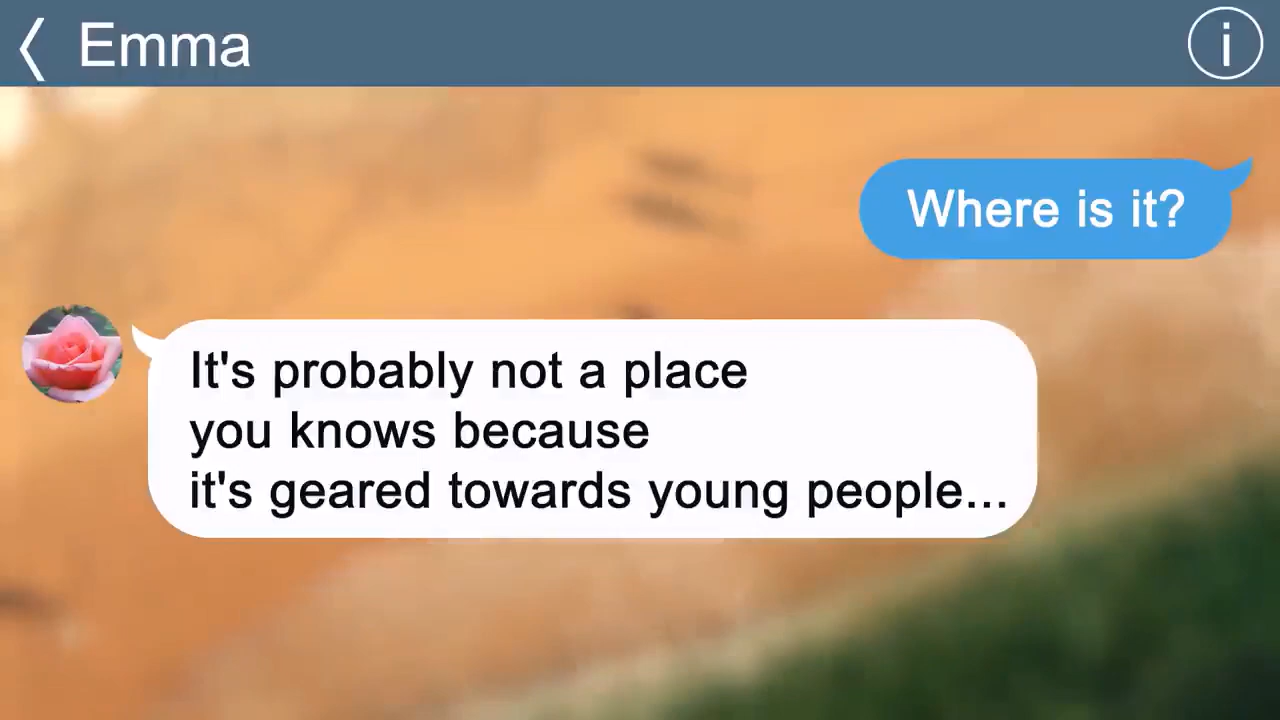 Emma
i
Where is it?
It's probably not a place
you knows because
it's geared towards young people...